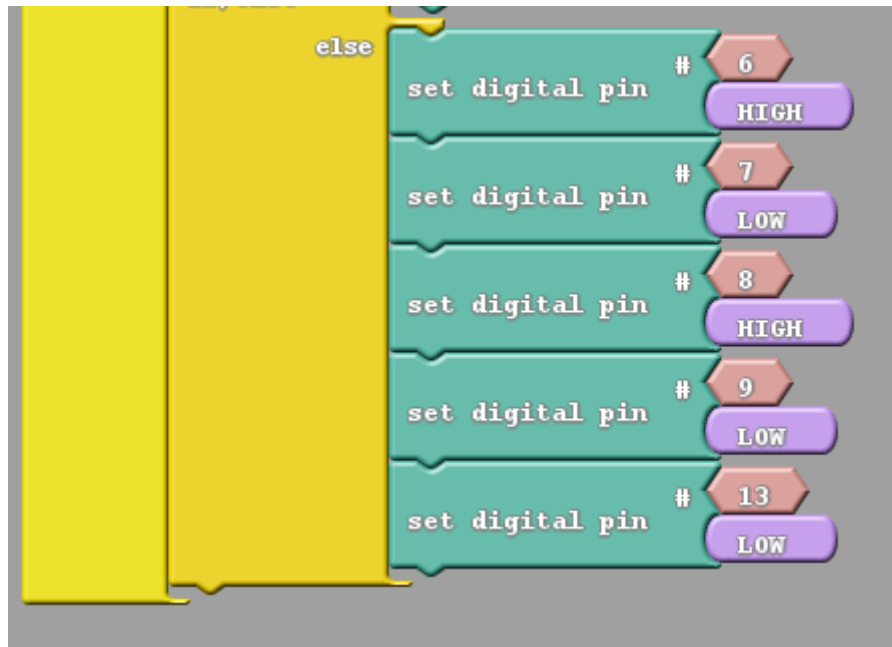 else
#
6
set digital pin
HIGH
#
7
set digital pin
LOW
#
8
set digital pin
HIGH
#
9
set digital pin
LOW
#
13
set digital pin
LOW